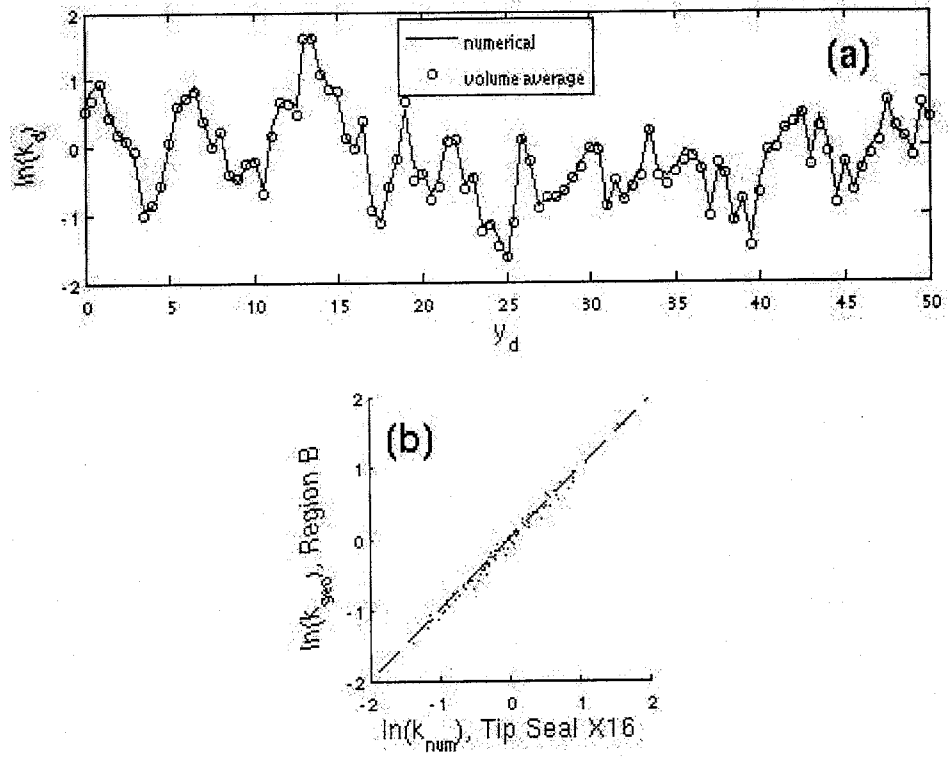 2
1
0
-1
-2
ln(k_d)
numerical
volume average
(a)
0 5 10 15 20 25 30 35 40 45 50
y_d
2
1
0
-1
-2
ln(k_geo), Region B
(b)
-2 -1 0 1 2
ln(k_num), Tip Seal X16